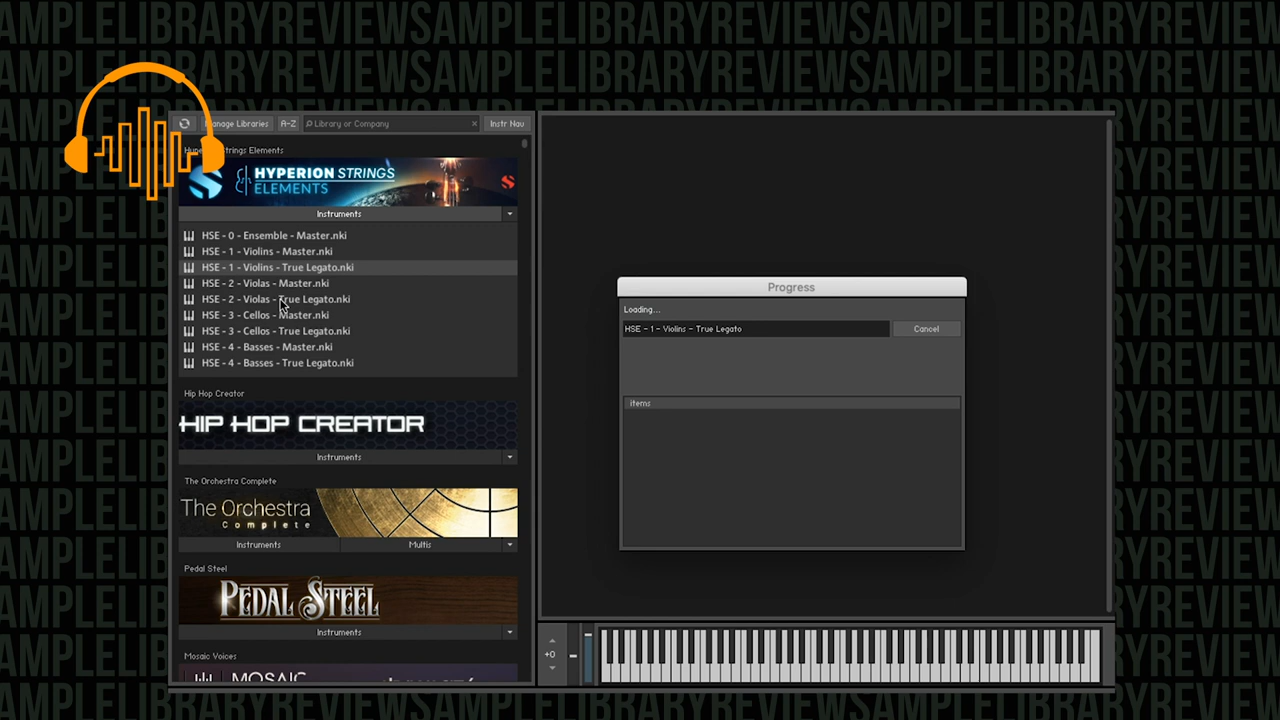 AMPLELIBRARYREVIEWSAMPLELIBRARYREVIEWSAMPLELIBRARYREVIEWS
Manage Libraries
A-Z
Library or Company
Instr Nav
Strings Elements
HYPERION STRINGS
ELEMENTS
Instruments
HSE - 0 - Ensemble - Master.nki
HSE - 1 - Violins - Master.nki
HSE - 1 - Violins - True Legato.nki
HSE - 2 - Violas - Master.nki
HSE - 2 - Violas - True Legato.nki
HSE - 3 - Cellos - Master.nki
HSE - 3 - Cellos - True Legato.nki
HSE - 4 - Basses - Master.nki
HSE - 4 - Basses - True Legato.nki
Hip Hop Creator
HIP HOP CREATOR
Instruments
The Orchestra Complete
The Orchestra
Complete
Instruments
Multis
Pedal Steel
PEDAL STEEL
Instruments
Mosaic Voices
MOSAIC
Progress
Loading...
HSE - 1 - Violins - True Legato
Cancel
items
+0